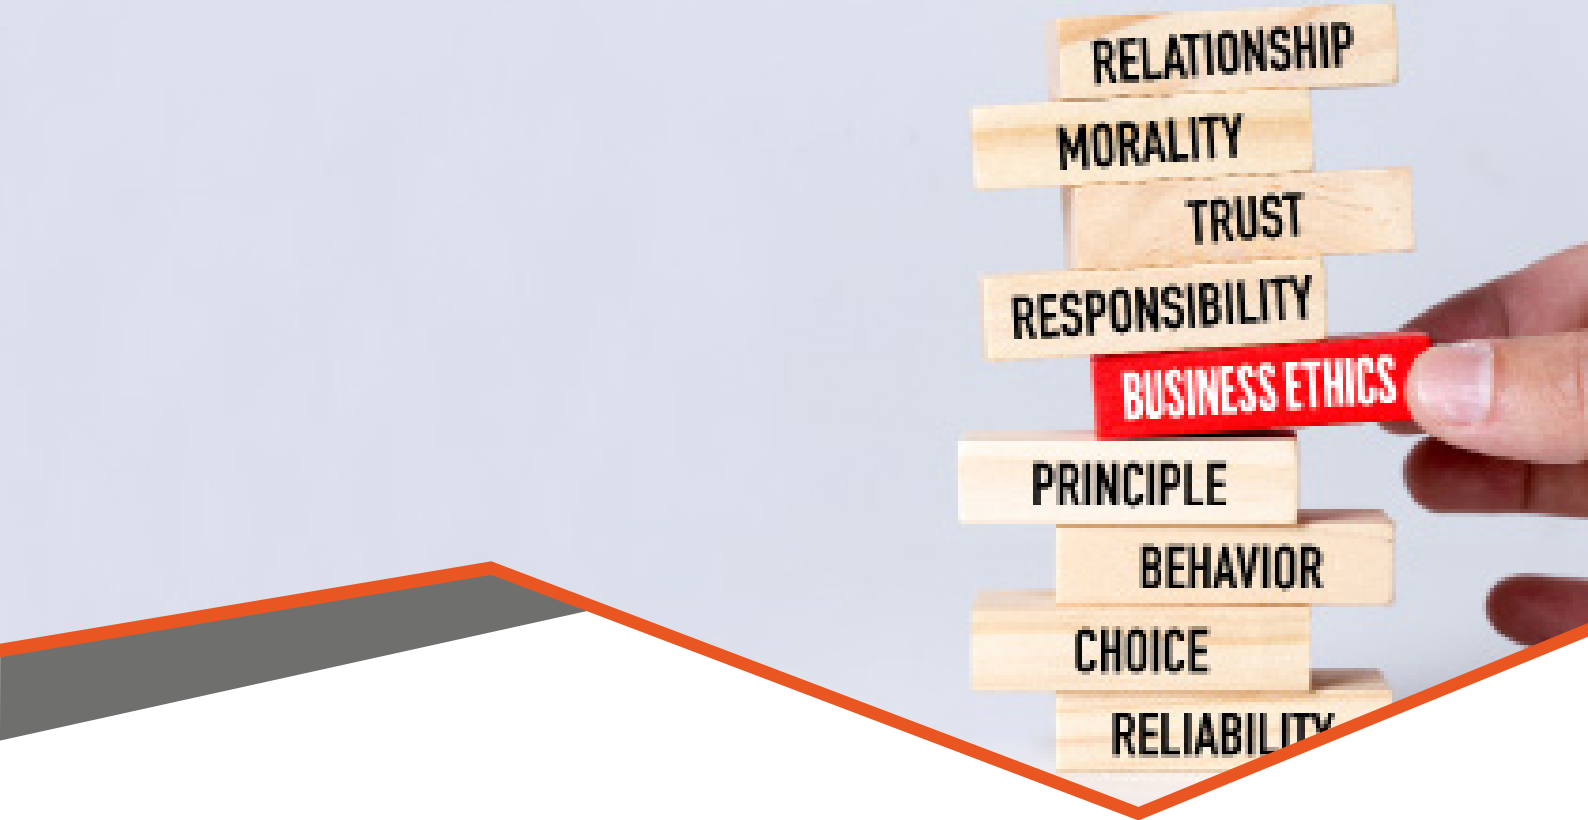 RELATIONSHIP
MORALITY
TRUST
RESPONSIBILITY
BUSINESS ETHICS
PRINCIPLE
BEHAVIOR
CHOICE
RELIABILITY